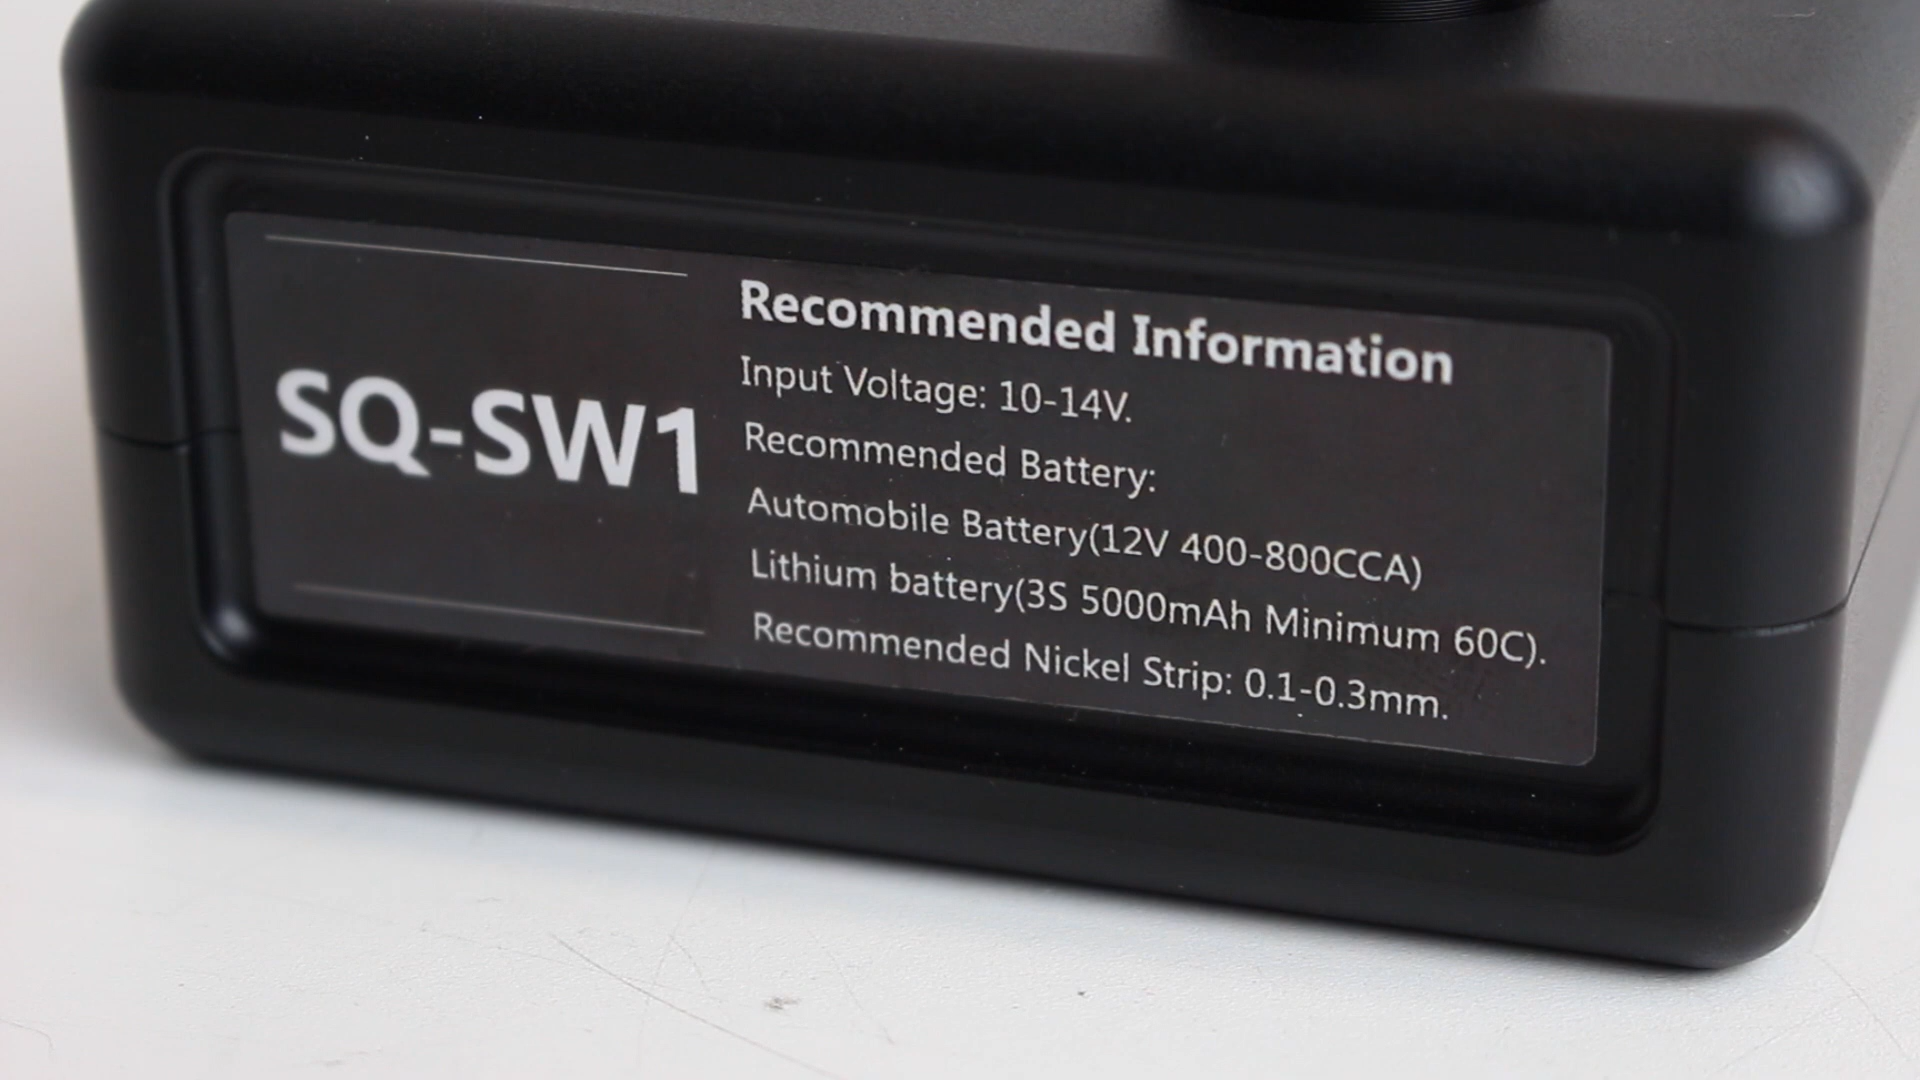 SQ-SW1
Recommended Information
Input Voltage: 10-14V.
Recommended Battery:
Automobile Battery(12V 400-800CCA)
Lithium battery(3S 5000mAh Minimum 60C).
Recommended Nickel Strip: 0.1-0.3mm.